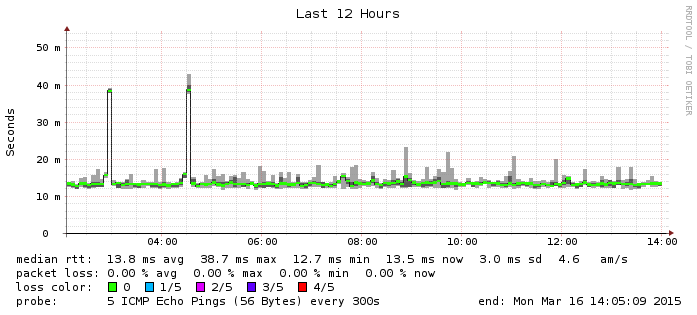 Last 12 Hours
RRDTOOL / TOBI OETIKER
Seconds
50 m
40 m
30 m
20 m
10 m
0
04:00 06:00 08:00 10:00 12:00 14:00
median rtt: 13.8 ms avg 38.7 ms max 12.7 ms min 13.5 ms now 3.0 ms sd 4.6 am/s
packet loss: 0.00 % avg 0.00 % max 0.00 % min 0.00 % now
loss color: 0 1/5 2/5 3/5 4/5
probe: 5 ICMP Echo Pings (56 Bytes) every 300s end: Mon Mar 16 14:05:09 2015